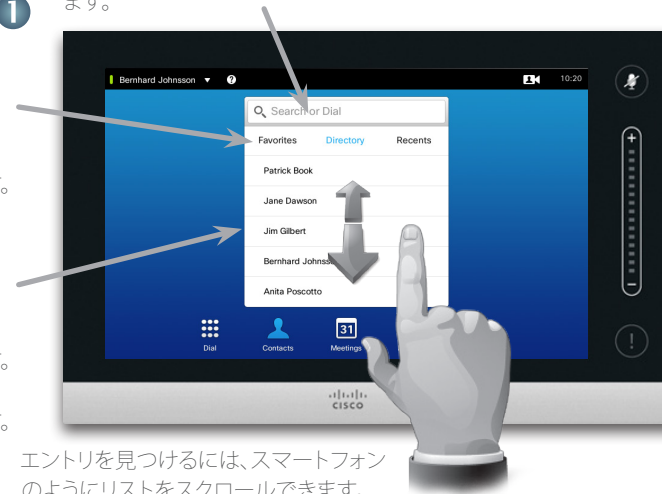 1
ます。
Bernhard Johnsson ▼ ?
10:20
Search or Dial
Favorites Directory Recents
Patrick Book
Jane Dawson
Jim Gilbert
Bernhard
Anita Poscotto
31
Dial Contacts Meetings
CISCO
+
−
!
。
。
。
エントリを見つけるには、スマートフォン
のようにリストをスクロールできます。